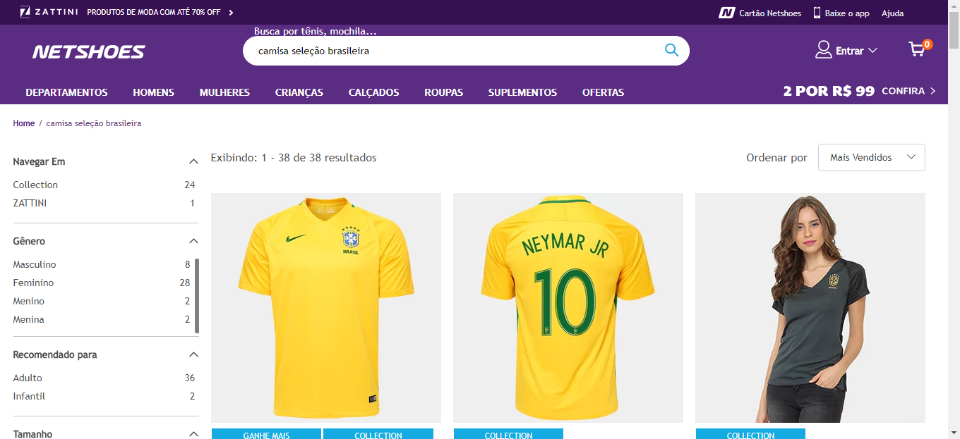 ZATTINI PRODUTOS DE MODA COM ATÉ 70% OFF
Cartão Netshoes Baixe o app Ajuda
Busca por tênis, mochila...
NETSHOES
camisa seleção brasileira
Entrar
0
DEPARTAMENTOS HOMENS MULHERES CRIANÇAS CALÇADOS ROUPAS SUPLEMENTOS OFERTAS
2 POR R$ 99 CONFIRA
Home / camisa seleção brasileira
Navegar Em
Collection 24
ZATTINI 1
Gênero
Masculino 8
Feminino 28
Menino 2
Menina 2
Recomendado para
Adulto 36
Infantil 2
Tamanho
Exibindo: 1 - 38 de 38 resultados
Ordenar por Mais Vendidos
BRASIL
NEYMAR JR
10
GANHE MAIS COLLECTION
COLLECTION
COLLECTION